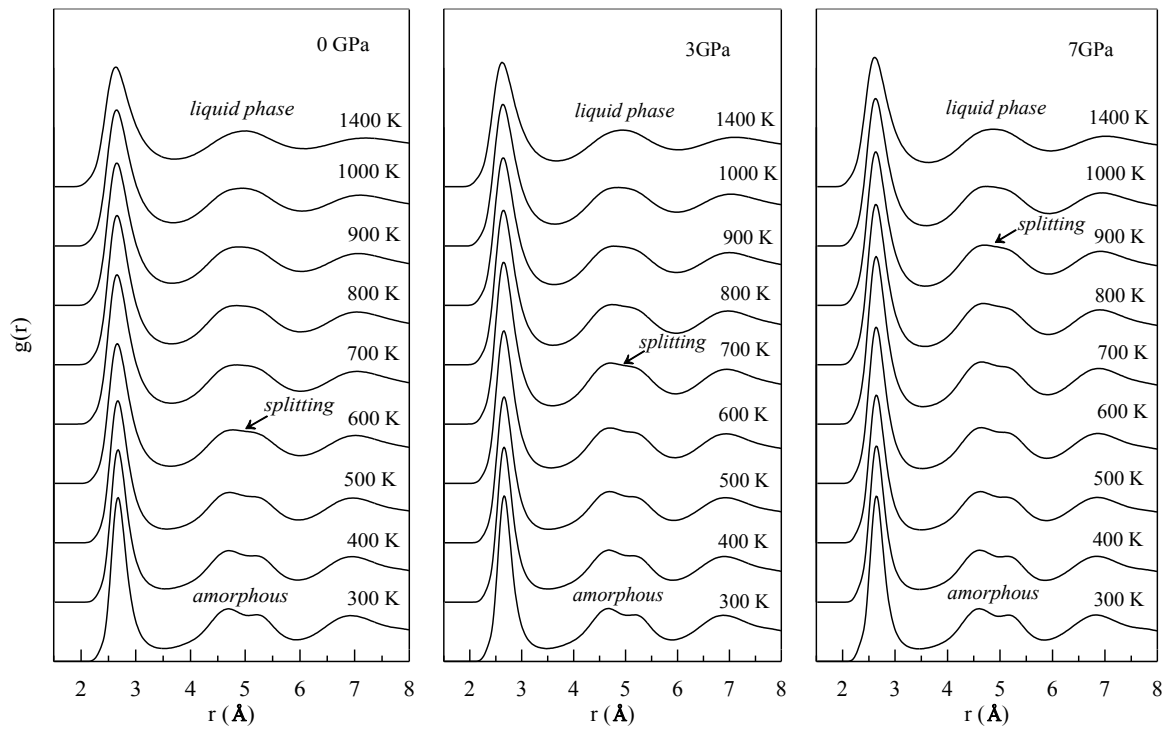 g(r)
0 GPa
liquid phase
1400 K
1000 K
900 K
800 K
700 K
splitting
600 K
500 K
400 K
amorphous
300 K
2 3 4 5 6 7 8
r (Å)
3GPa
liquid phase
1400 K
1000 K
900 K
800 K
splitting
700 K
600 K
500 K
400 K
amorphous
300 K
2 3 4 5 6 7 8
r (Å)
7GPa
liquid phase
1400 K
1000 K
splitting
900 K
800 K
700 K
600 K
500 K
400 K
amorphous
300 K
2 3 4 5 6 7 8
r (Å)